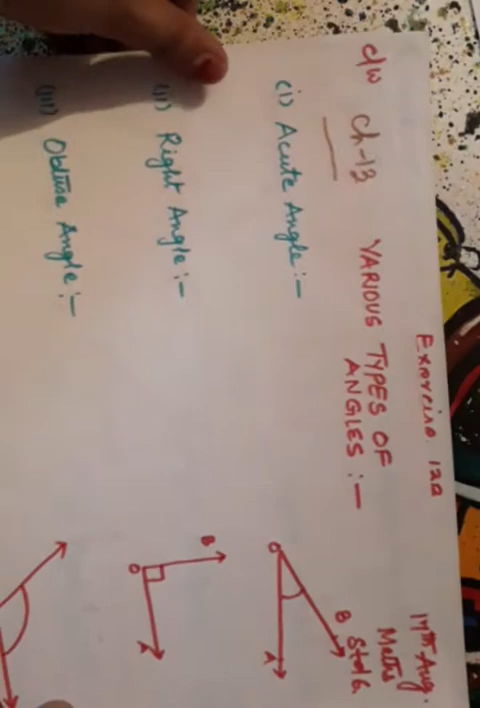 Exercise. 12B
17th Aug.
Maths
Std 6.
c/w Ch-13 VARIOUS TYPES OF
ANGLES :-
(i) Acute Angle :-
B
O
A
(ii) Right Angle :-
B
O
A
(iii) Obtuse Angle :-